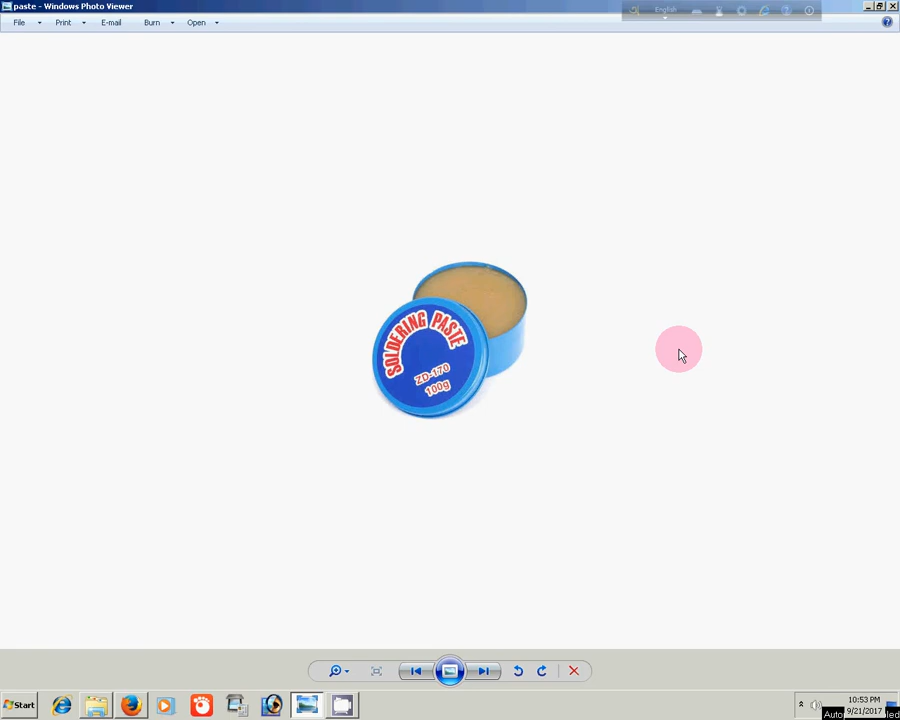 paste - Windows Photo Viewer
English
File Print E-mail Burn Open
SOLDERING PASTE
ZD-170
100g
Start
10:53 PM
9/21/2017